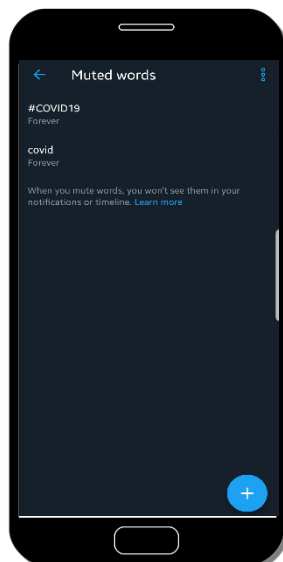 Muted words
#COVID19
Forever
covid
Forever
When you mute words, you won't see them in your
notifications or timeline. Learn more